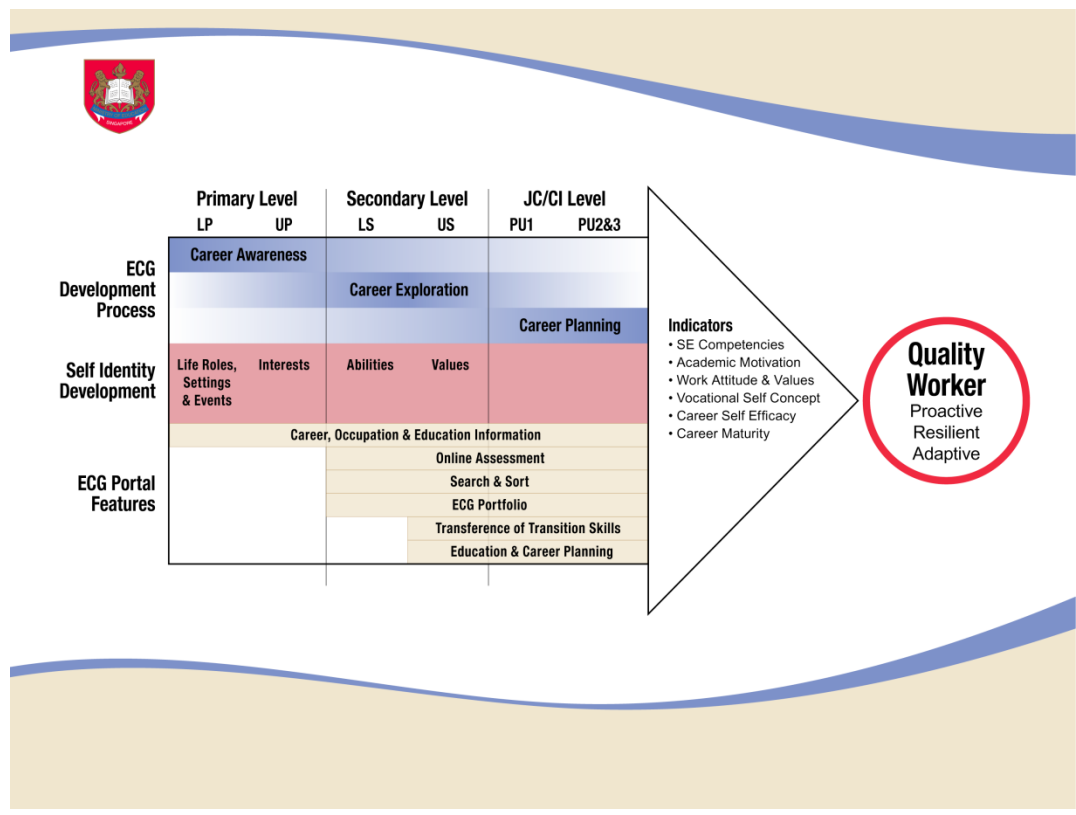 SINGAPORE
Primary Level
Secondary Level
JC/CI Level
LP
UP
LS
US
PU1
PU2&3
ECG
Development
Process
Career Awareness
Career Exploration
Career Planning
Self Identity
Development
Life Roles,
Settings
& Events
Interests
Abilities
Values
ECG Portal
Features
Career, Occupation & Education Information
Online Assessment
Search & Sort
ECG Portfolio
Transference of Transition Skills
Education & Career Planning
Indicators
• SE Competencies
• Academic Motivation
• Work Attitude & Values
• Vocational Self Concept
• Career Self Efficacy
• Career Maturity
Quality
Worker
Proactive
Resilient
Adaptive